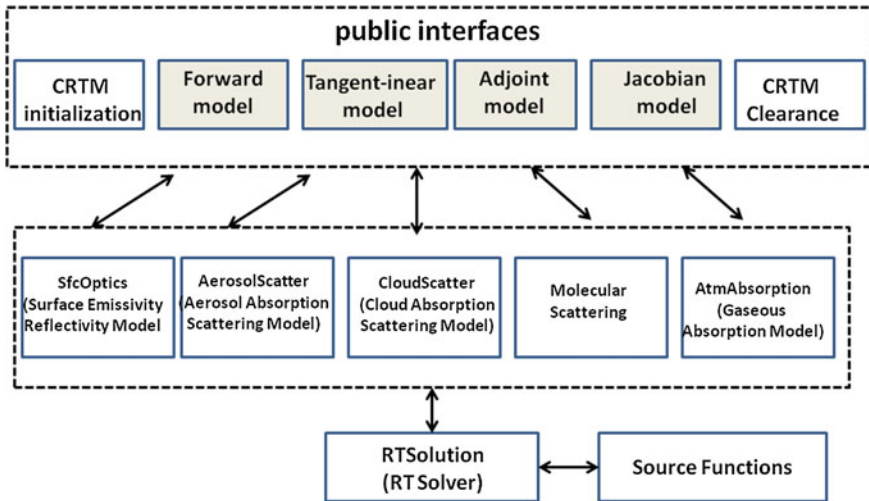 public interfaces
CRTM
initialization
Forward
model
Tangent-inear
model
Adjoint
model
Jacobian
model
CRTM
Clearance
SfcOptics
(Surface Emissivity
Reflectivity Model
AerosolScatter
(Aerosol Absorption
Scattering Model)
CloudScatter
(Cloud Absorption
Scattering Model)
Molecular
Scattering
AtmAbsorption
(Gaseous
Absorption Model)
RTSolution
(RT Solver)
Source Functions